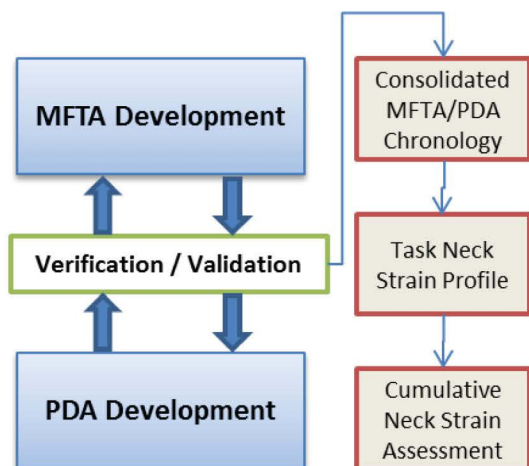 MFTA Development
Verification / Validation
PDA Development
Consolidated
MFTA/PDA
Chronology
Task Neck
Strain Profile
Cumulative
Neck Strain
Assessment